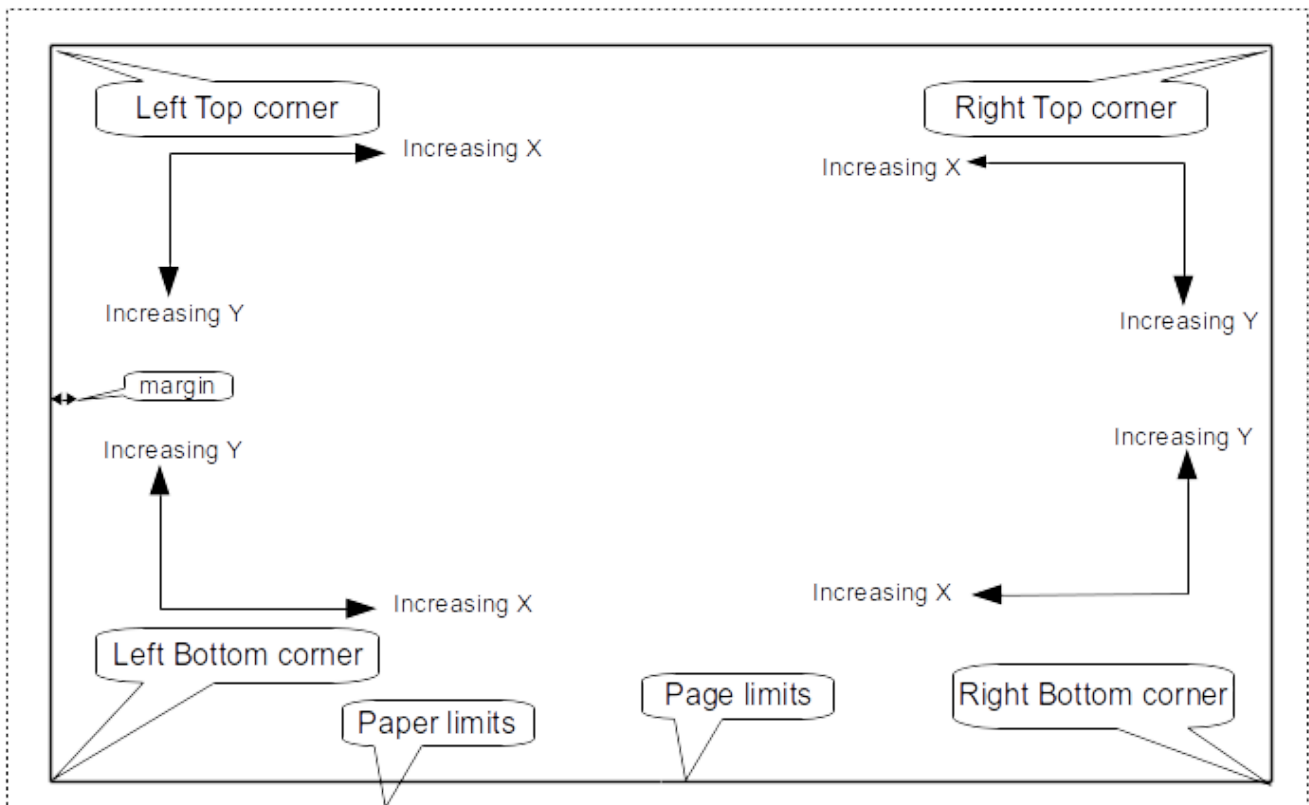 Left Top corner
Right Top corner
Increasing X
Increasing X
Increasing Y
Increasing Y
margin
Increasing Y
Increasing Y
Increasing X
Increasing X
Left Bottom corner
Page limits
Right Bottom corner
Paper limits